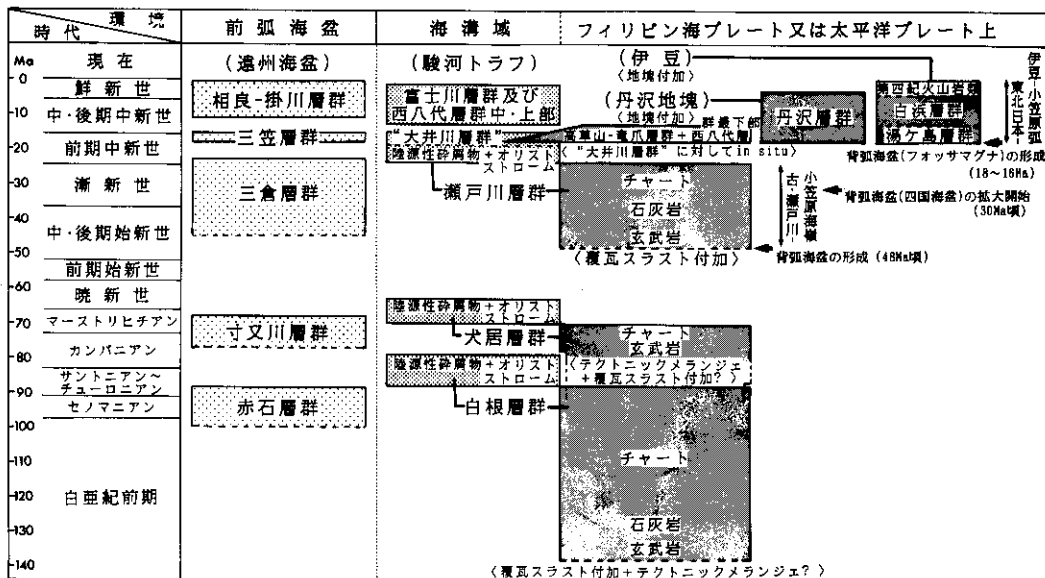 環 境
時 代
前 弧 海 盆
海 溝 域
フィリピン海プレート又は太平洋プレート上
Ma
現 在
(遠州海盆)
(駿河トラフ)
(伊 豆)
〈地塊付加〉
(丹沢地塊)
〈地塊付加〉
0
-10
-20
-30
-40
-50
-60
-70
-80
-90
-100
-110
-120
-130
-140
鮮 新 世
中・後期中新世
前期中新世
漸 新 世
中・後期始新世
前期始新世
暁 新 世
マーストリヒチアン
カンパニアン
サントニアン〜
チューロニアン
セノマニアン
白亜紀前期
相良-掛川層群
三笠層群
三倉層群
寸又川層群
赤石層群
富士川層群及び
西八代層群中・上部
"大井川層群"
陸源性砕屑物+オリスト
ストローム
瀬戸川層群
陸源性砕屑物+オリスト
ストローム
犬居層群
陸源性砕屑物+オリスト
ストローム
白根層群
群最下部
高草山-竜爪層群+西八代層
〈"大井川層群"に対してin situ〉
チャート
石灰岩
玄武岩
〈覆瓦スラスト付加〉
チャート
玄武岩
〈テクトニックメランジェ
+覆瓦スラスト付加?〉
チャート
石灰岩
玄武岩
〈覆瓦スラスト付加+テクトニックメランジェ?〉
丹沢層群
第四紀火山岩類
白浜層群
湯ケ島層群
伊豆-小笠原弧
東北日本-
背弧海盆(フォッサマグナ)の形成
(18〜16Ma)
小笠原海嶺
古・瀬戸川-
背弧海盆(四国海盆)の拡大開始
(30Ma頃)
背弧海盆の形成 (48Ma頃)